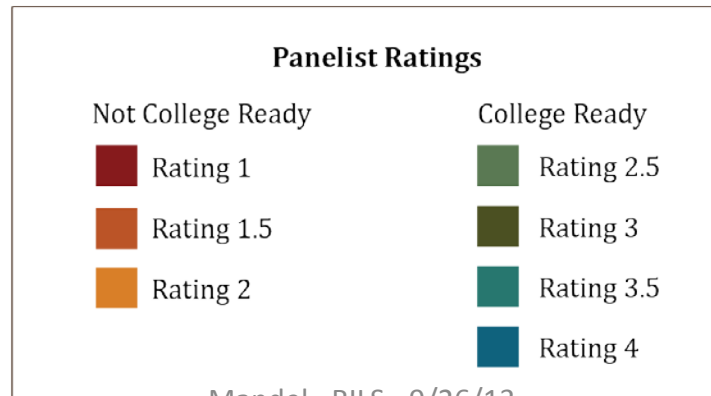 Panelist Ratings
Not College Ready
Rating 1
Rating 1.5
Rating 2
College Ready
Rating 2.5
Rating 3
Rating 3.5
Rating 4